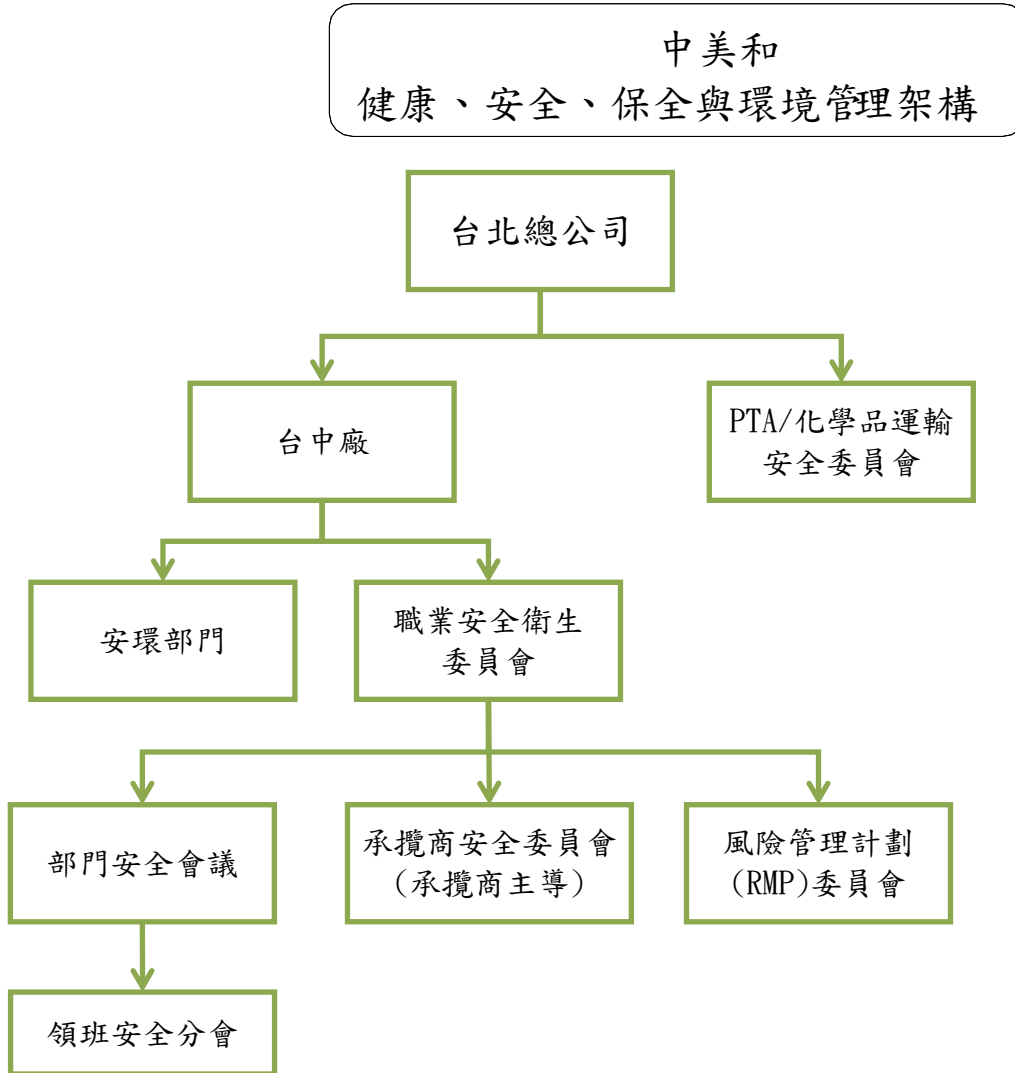 中美和
健康、安全、保全與環境管理架構
台北總公司
台中廠
PTA/化學品運輸
安全委員會
安環部門
職業安全衛生
委員會
部門安全會議
承攬商安全委員會
(承攬商主導)
風險管理計劃
(RMP)委員會
領班安全分會